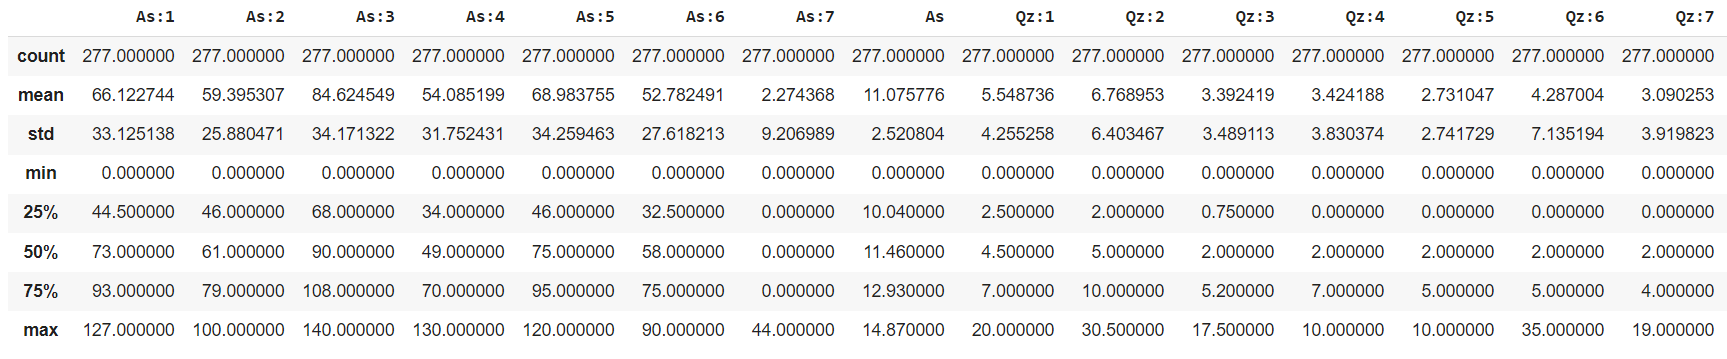 As:1 As:2 As:3 As:4 As:5 As:6 As:7 As Qz:1 Qz:2 Qz:3 Qz:4 Qz:5 Qz:6 Qz:7
count 277.000000 277.000000 277.000000 277.000000 277.000000 277.000000 277.000000 277.000000 277.000000 277.000000 277.000000 277.000000 277.000000 277.000000 277.000000
mean 66.122744 59.395307 84.624549 54.085199 68.983755 52.782491 2.274368 11.075776 5.548736 6.768953 3.392419 3.424188 2.731047 4.287004 3.090253
std 33.125138 25.880471 34.171322 31.752431 34.259463 27.618213 9.206989 2.520804 4.255258 6.403467 3.489113 3.830374 2.741729 7.135194 3.919823
min 0.000000 0.000000 0.000000 0.000000 0.000000 0.000000 0.000000 0.000000 0.000000 0.000000 0.000000 0.000000 0.000000 0.000000 0.000000
25% 44.500000 46.000000 68.000000 34.000000 46.000000 32.500000 0.000000 10.040000 2.500000 2.000000 0.750000 0.000000 0.000000 0.000000 0.000000
50% 73.000000 61.000000 90.000000 49.000000 75.000000 58.000000 0.000000 11.460000 4.500000 5.000000 2.000000 2.000000 2.000000 2.000000 2.000000
75% 93.000000 79.000000 108.000000 70.000000 95.000000 75.000000 0.000000 12.930000 7.000000 10.000000 5.200000 7.000000 5.000000 5.000000 4.000000
max 127.000000 100.000000 140.000000 130.000000 120.000000 90.000000 44.000000 14.870000 20.000000 30.500000 17.500000 10.000000 10.000000 35.000000 19.000000